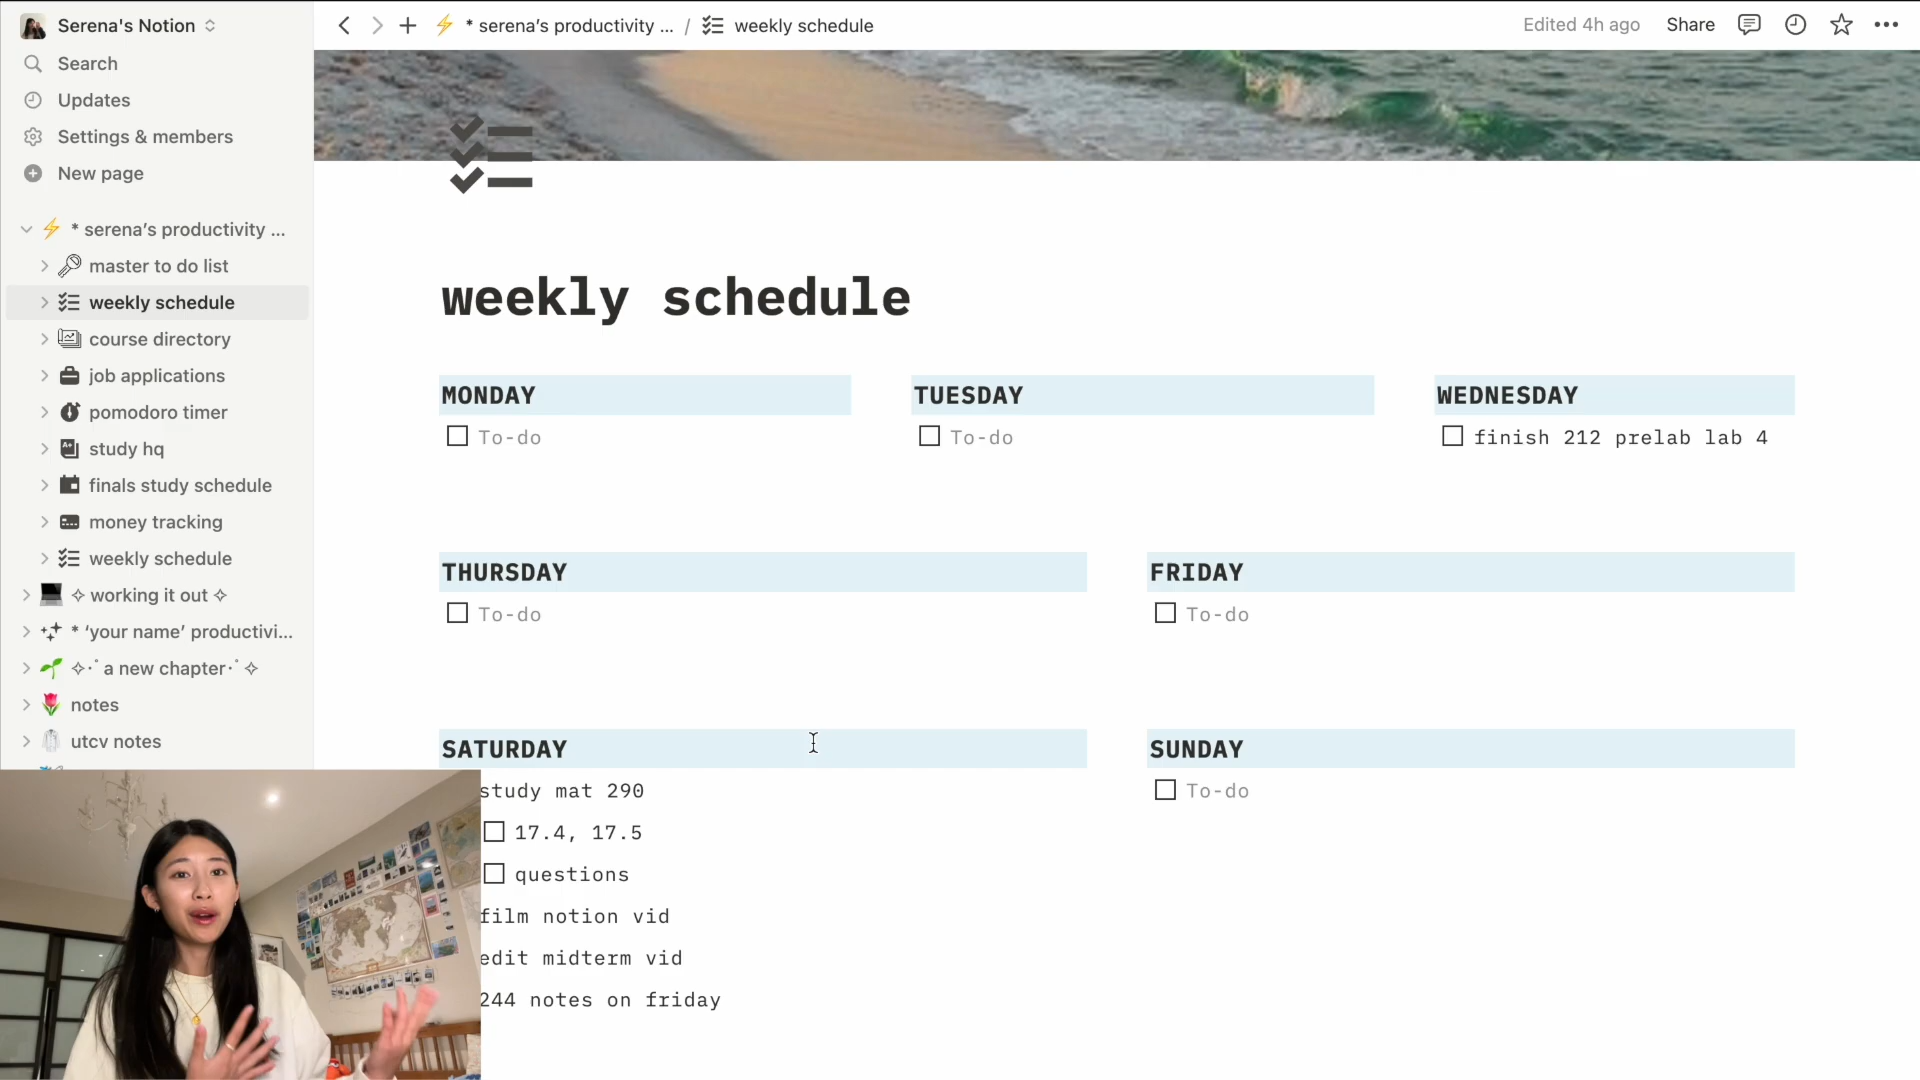 Serena's Notion
* serena's productivity ... / weekly schedule
Edited 4h ago Share
Search
Updates
Settings & members
New page
* serena's productivity ...
master to do list
weekly schedule
course directory
job applications
pomodoro timer
study hq
finals study schedule
money tracking
weekly schedule
✧ working it out ✧
* ‘your name’ productivi...
✧･ﾟa new chapter･ﾟ✧
notes
utcv notes
weekly schedule
MONDAY
To-do
TUESDAY
To-do
WEDNESDAY
finish 212 prelab lab 4
THURSDAY
To-do
FRIDAY
To-do
SATURDAY
study mat 290
17.4, 17.5
questions
film notion vid
edit midterm vid
244 notes on friday
SUNDAY
To-do